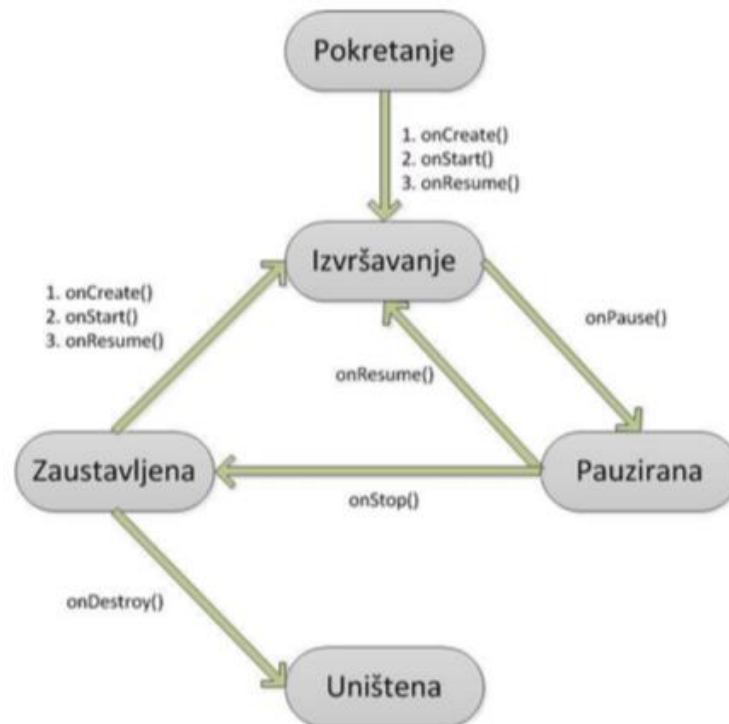 Pokretanje
1. onCreate()
2. onStart()
3. onResume()
Izvršavanje
1. onCreate()
2. onStart()
3. onResume()
onPause()
onResume()
Zaustavljena
Pauzirana
onStop()
onDestroy()
Uništena